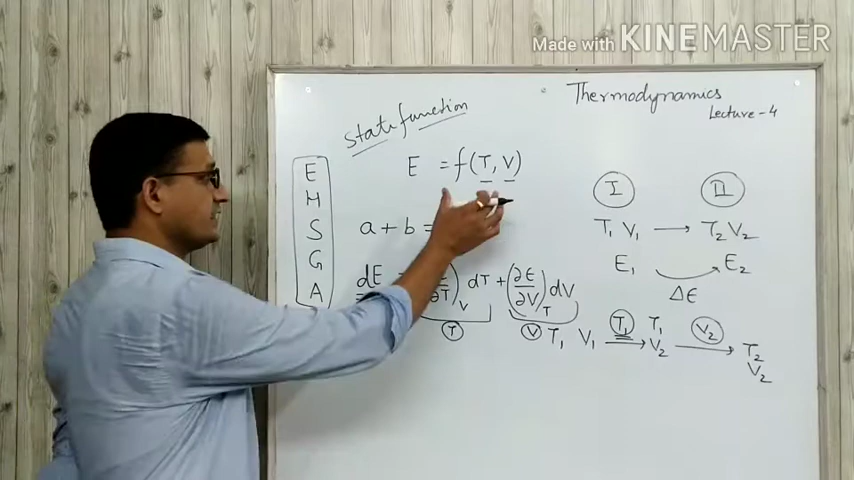 Made with KINEMASTER
Thermodynamics
Lecture-4
State function
E = f(T, V)
E
H
S
G
A
a + b =
dE
dT + (∂E/∂V)T dV
T
V
I
II
T1 V1 → T2 V2
E1
E2
ΔE
T1 V1 → T1 T1 V2 → V2 T2 V2